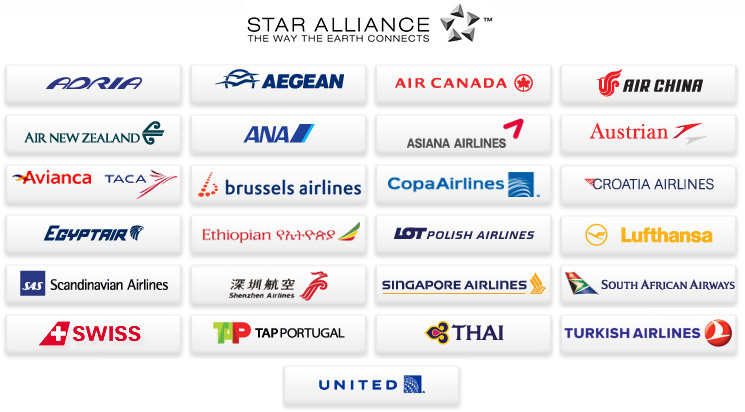 STAR ALLIANCE ™
THE WAY THE EARTH CONNECTS
ADRIA
AEGEAN
AIR CANADA
AIR CHINA
AIR NEW ZEALAND
ANA
ASIANA AIRLINES
Austrian
Avianca TACA
brussels airlines
CopaAirlines
CROATIA AIRLINES
EGYPTAIR
Ethiopian የኢትዮጵያ
LOT POLISH AIRLINES
Lufthansa
SAS Scandinavian Airlines
深圳航空
Shenzhen Airlines
SINGAPORE AIRLINES
SOUTH AFRICAN AIRWAYS
SWISS
TAP TAP PORTUGAL
THAI
TURKISH AIRLINES
UNITED